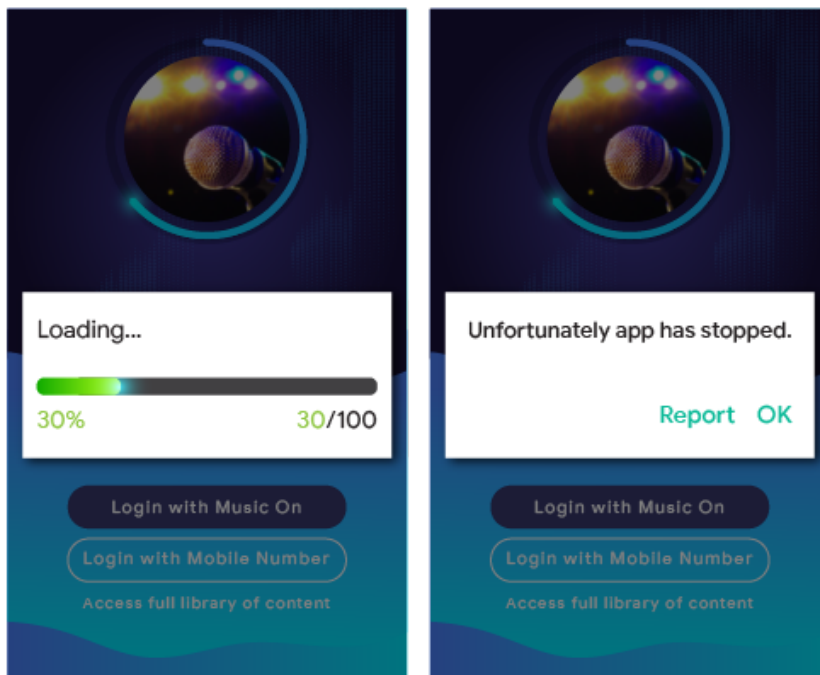 Loading...
30%
30/100
Login with Music On
Login with Mobile Number
Access full library of content
Unfortunately app has stopped.
Report OK
Login with Music On
Login with Mobile Number
Access full library of content